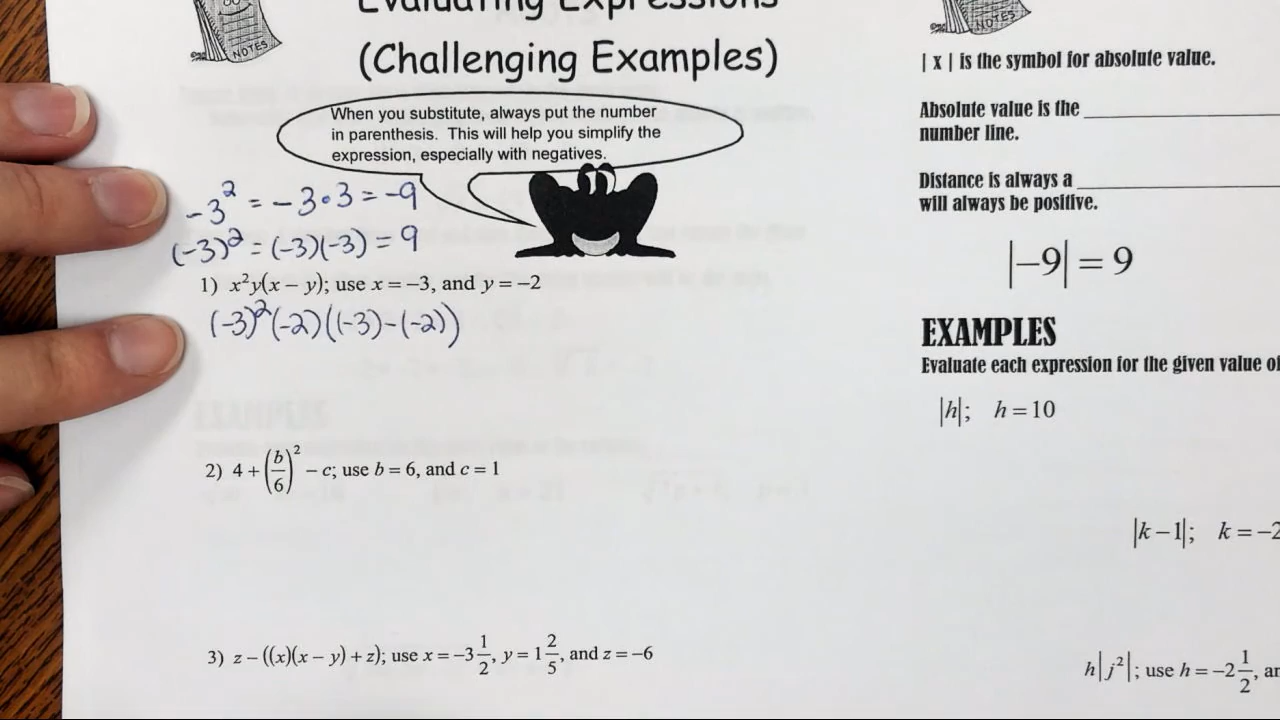 NOTES
Evaluating Expressions
(Challenging Examples)
When you substitute, always put the number
in parenthesis. This will help you simplify the
expression, especially with negatives.
-3² = -3•3 = -9
(-3)² = (-3)(-3) = 9
1) x²y(x − y); use x = −3, and y = −2
(-3)²(-2)((-3)-(-2))
2) 4 + (b/6)² − c; use b = 6, and c = 1
3) z − ((x)(x − y) + z); use x = −3 1/2, y = 1 2/5, and z = −6
NOTES
| x | is the symbol for absolute value.
Absolute value is the
number line.
Distance is always a
will always be positive.
|−9| = 9
EXAMPLES
Evaluate each expression for the given value of
|h|; h = 10
|k − 1|; k = −2
h|j²|; use h = −2 1/2,